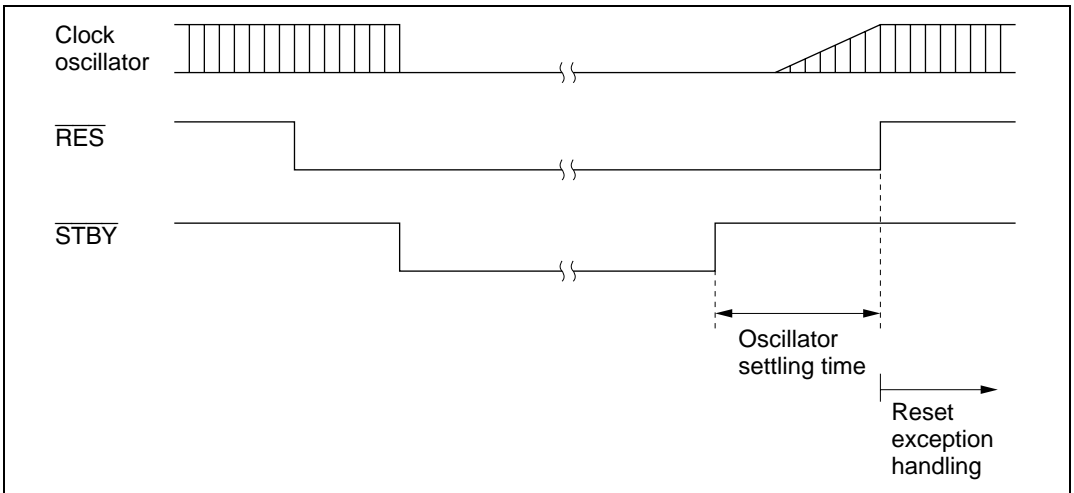 Clock
oscillator
RES
STBY
Oscillator
settling time
Reset
exception
handling